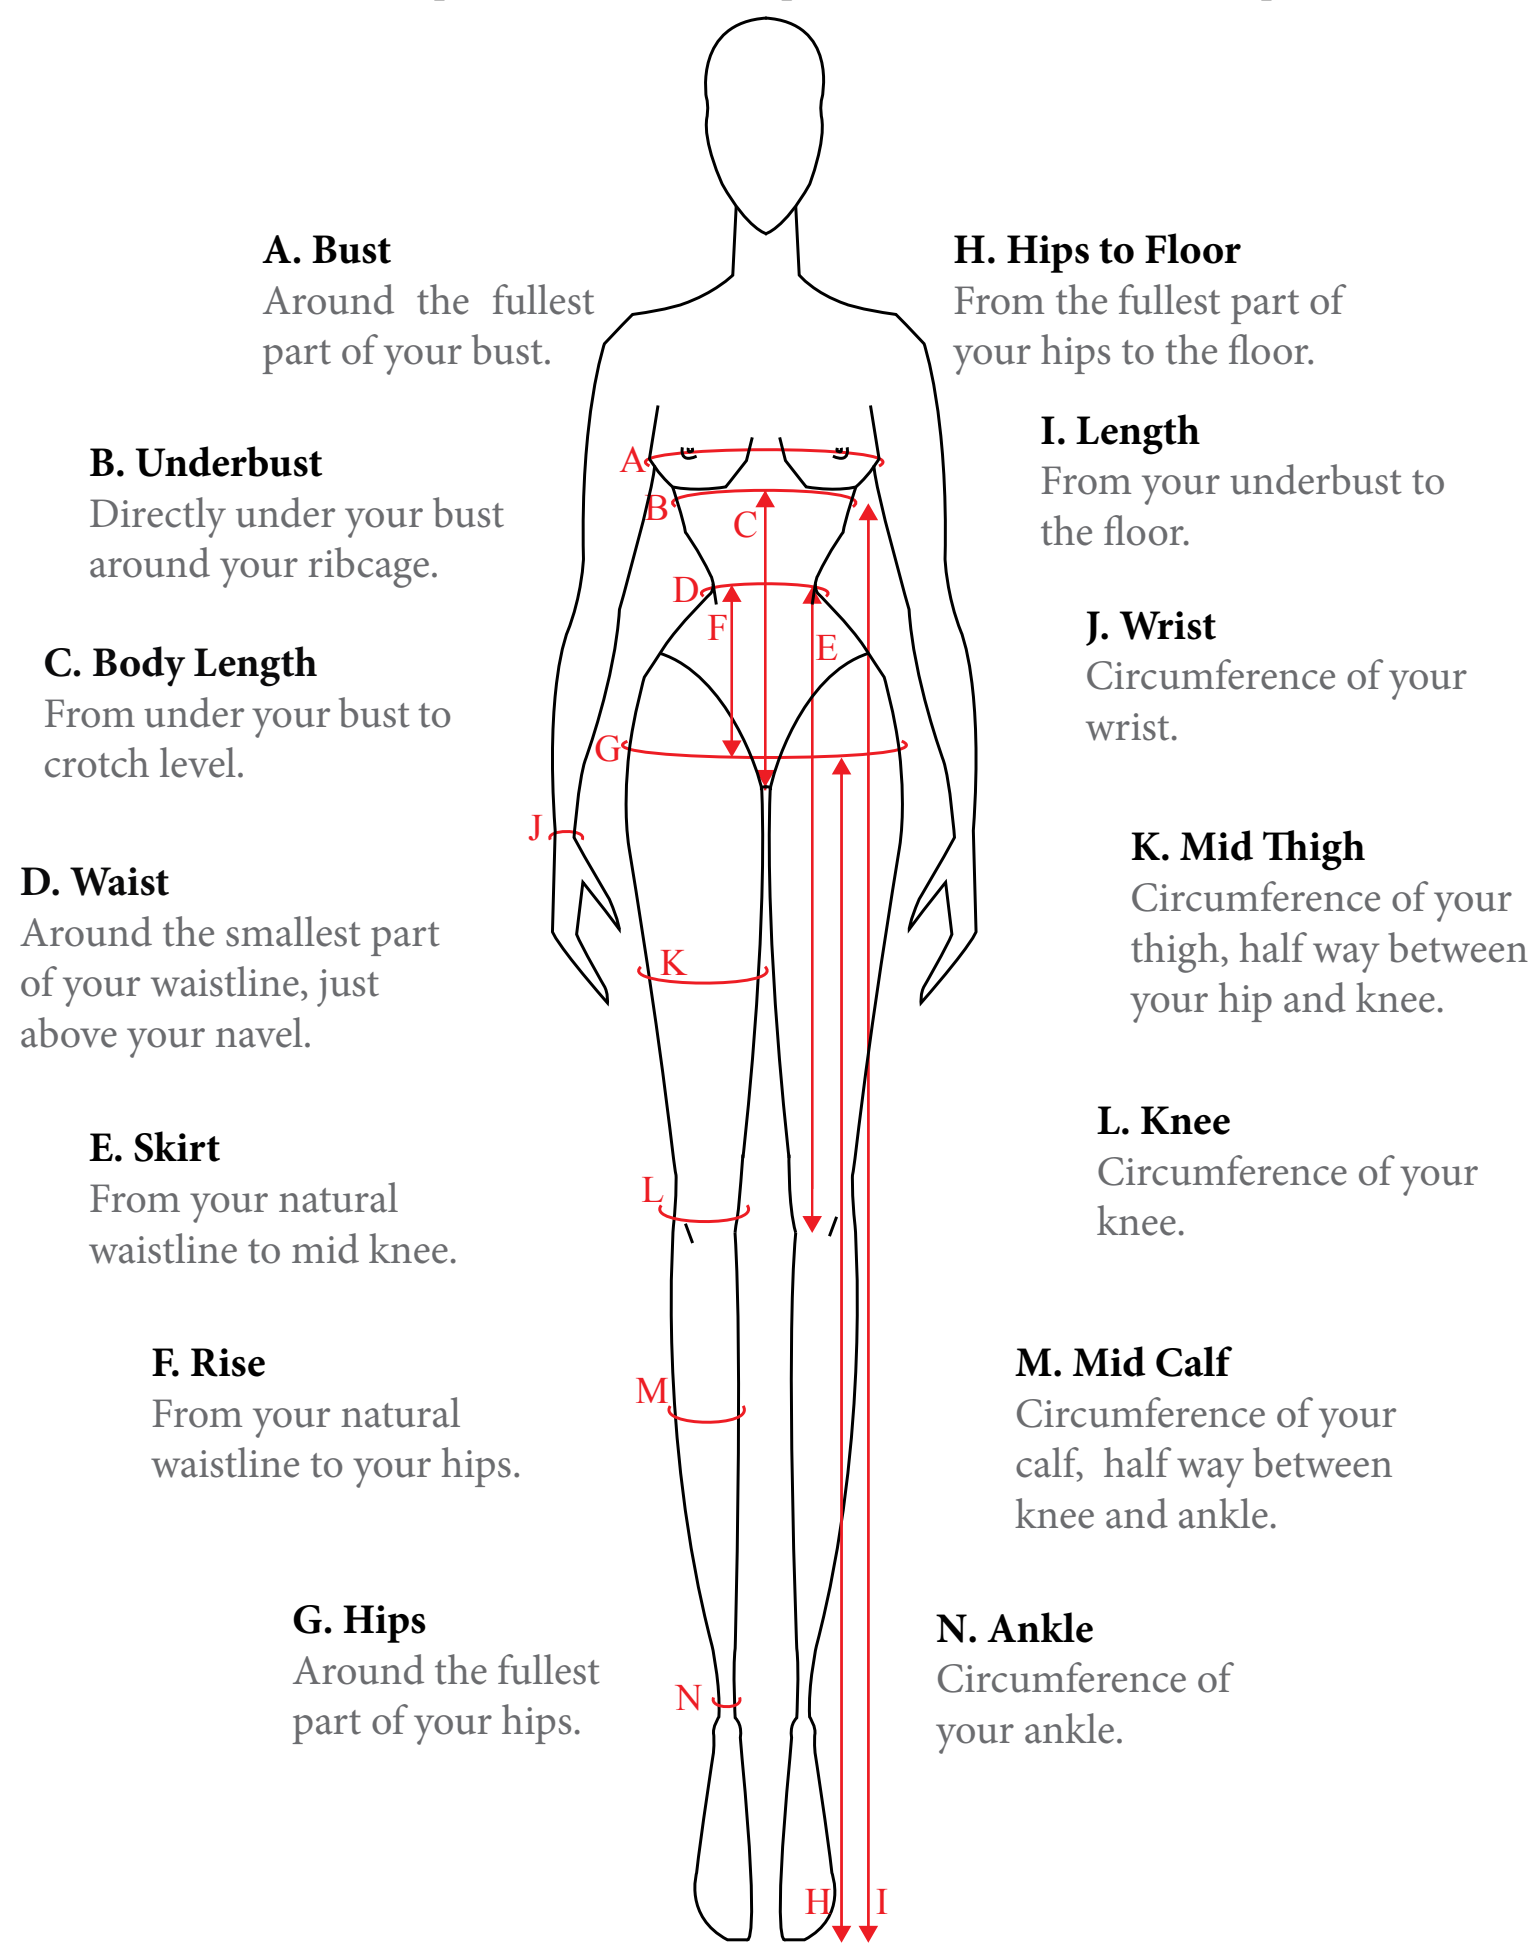 A. Bust
Around the fullest
part of your bust.
B. Underbust
Directly under your bust
around your ribcage.
C. Body Length
From under your bust to
crotch level.
D. Waist
Around the smallest part
of your waistline, just
above your navel.
E. Skirt
From your natural
waistline to mid knee.
F. Rise
From your natural
waistline to your hips.
G. Hips
Around the fullest
part of your hips.
A
B
C
D
F
E
G
J
K
L
M
N
H
I
H. Hips to Floor
From the fullest part of
your hips to the floor.
I. Length
From your underbust to
the floor.
J. Wrist
Circumference of your
wrist.
K. Mid Thigh
Circumference of your
thigh, half way between
your hip and knee.
L. Knee
Circumference of your
knee.
M. Mid Calf
Circumference of your
calf,  half way between
knee and ankle.
N. Ankle
Circumference of
your ankle.